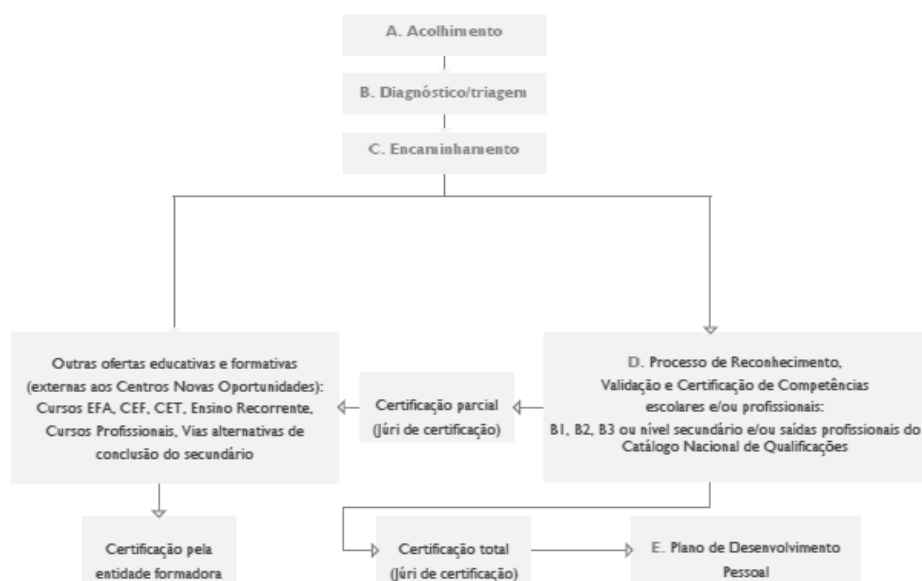 A. Acolhimento
B. Diagnóstico/triagem
C. Encaminhamento
Outras ofertas educativas e formativas
(externas aos Centros Novas Oportunidades):
Cursos EFA, CEF, CET, Ensino Recorrente,
Cursos Profissionais, Vias alternativas de
conclusão do secundário
Certificação parcial
(Júri de certificação)
D. Processo de Reconhecimento,
Validação e Certificação de Competências
escolares e/ou profissionais:
B1, B2, B3 ou nível secundário e/ou saídas profissionais do
Catálogo Nacional de Qualificações
Certificação pela
entidade formadora
Certificação total
(Júri de certificação)
E. Plano de Desenvolvimento
Pessoal